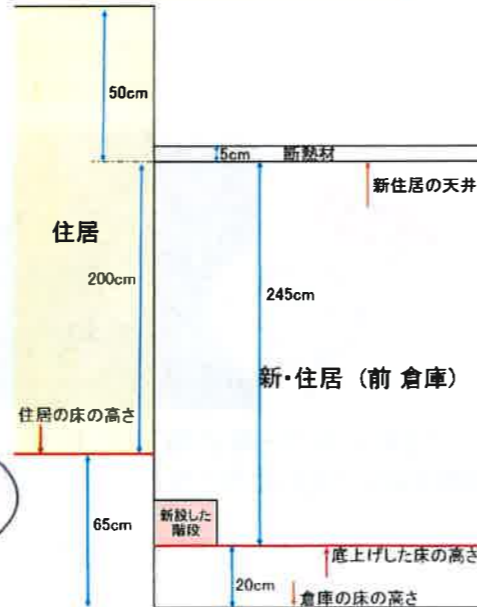 50cm
5cm 断熱材
新住居の天井
住居
200cm
245cm
新・住居 (前 倉庫)
住居の床の高さ
65cm
新設した
階段
底上げした床の高さ
20cm
倉庫の床の高さ